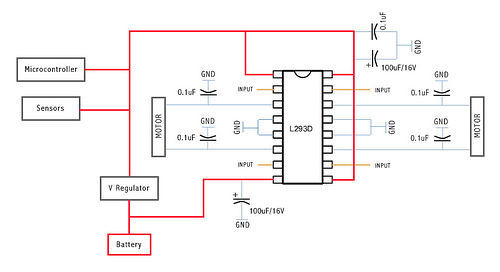 0.1uF
GND
100uF/16V
Microcontroller
GND
GND
0.1uF
INPUT
INPUT
0.1uF
Sensors
MOTOR
GND
GND
L293D
GND
GND
MOTOR
0.1uF
0.1uF
INPUT
INPUT
V Regulator
100uF/16V
GND
Battery